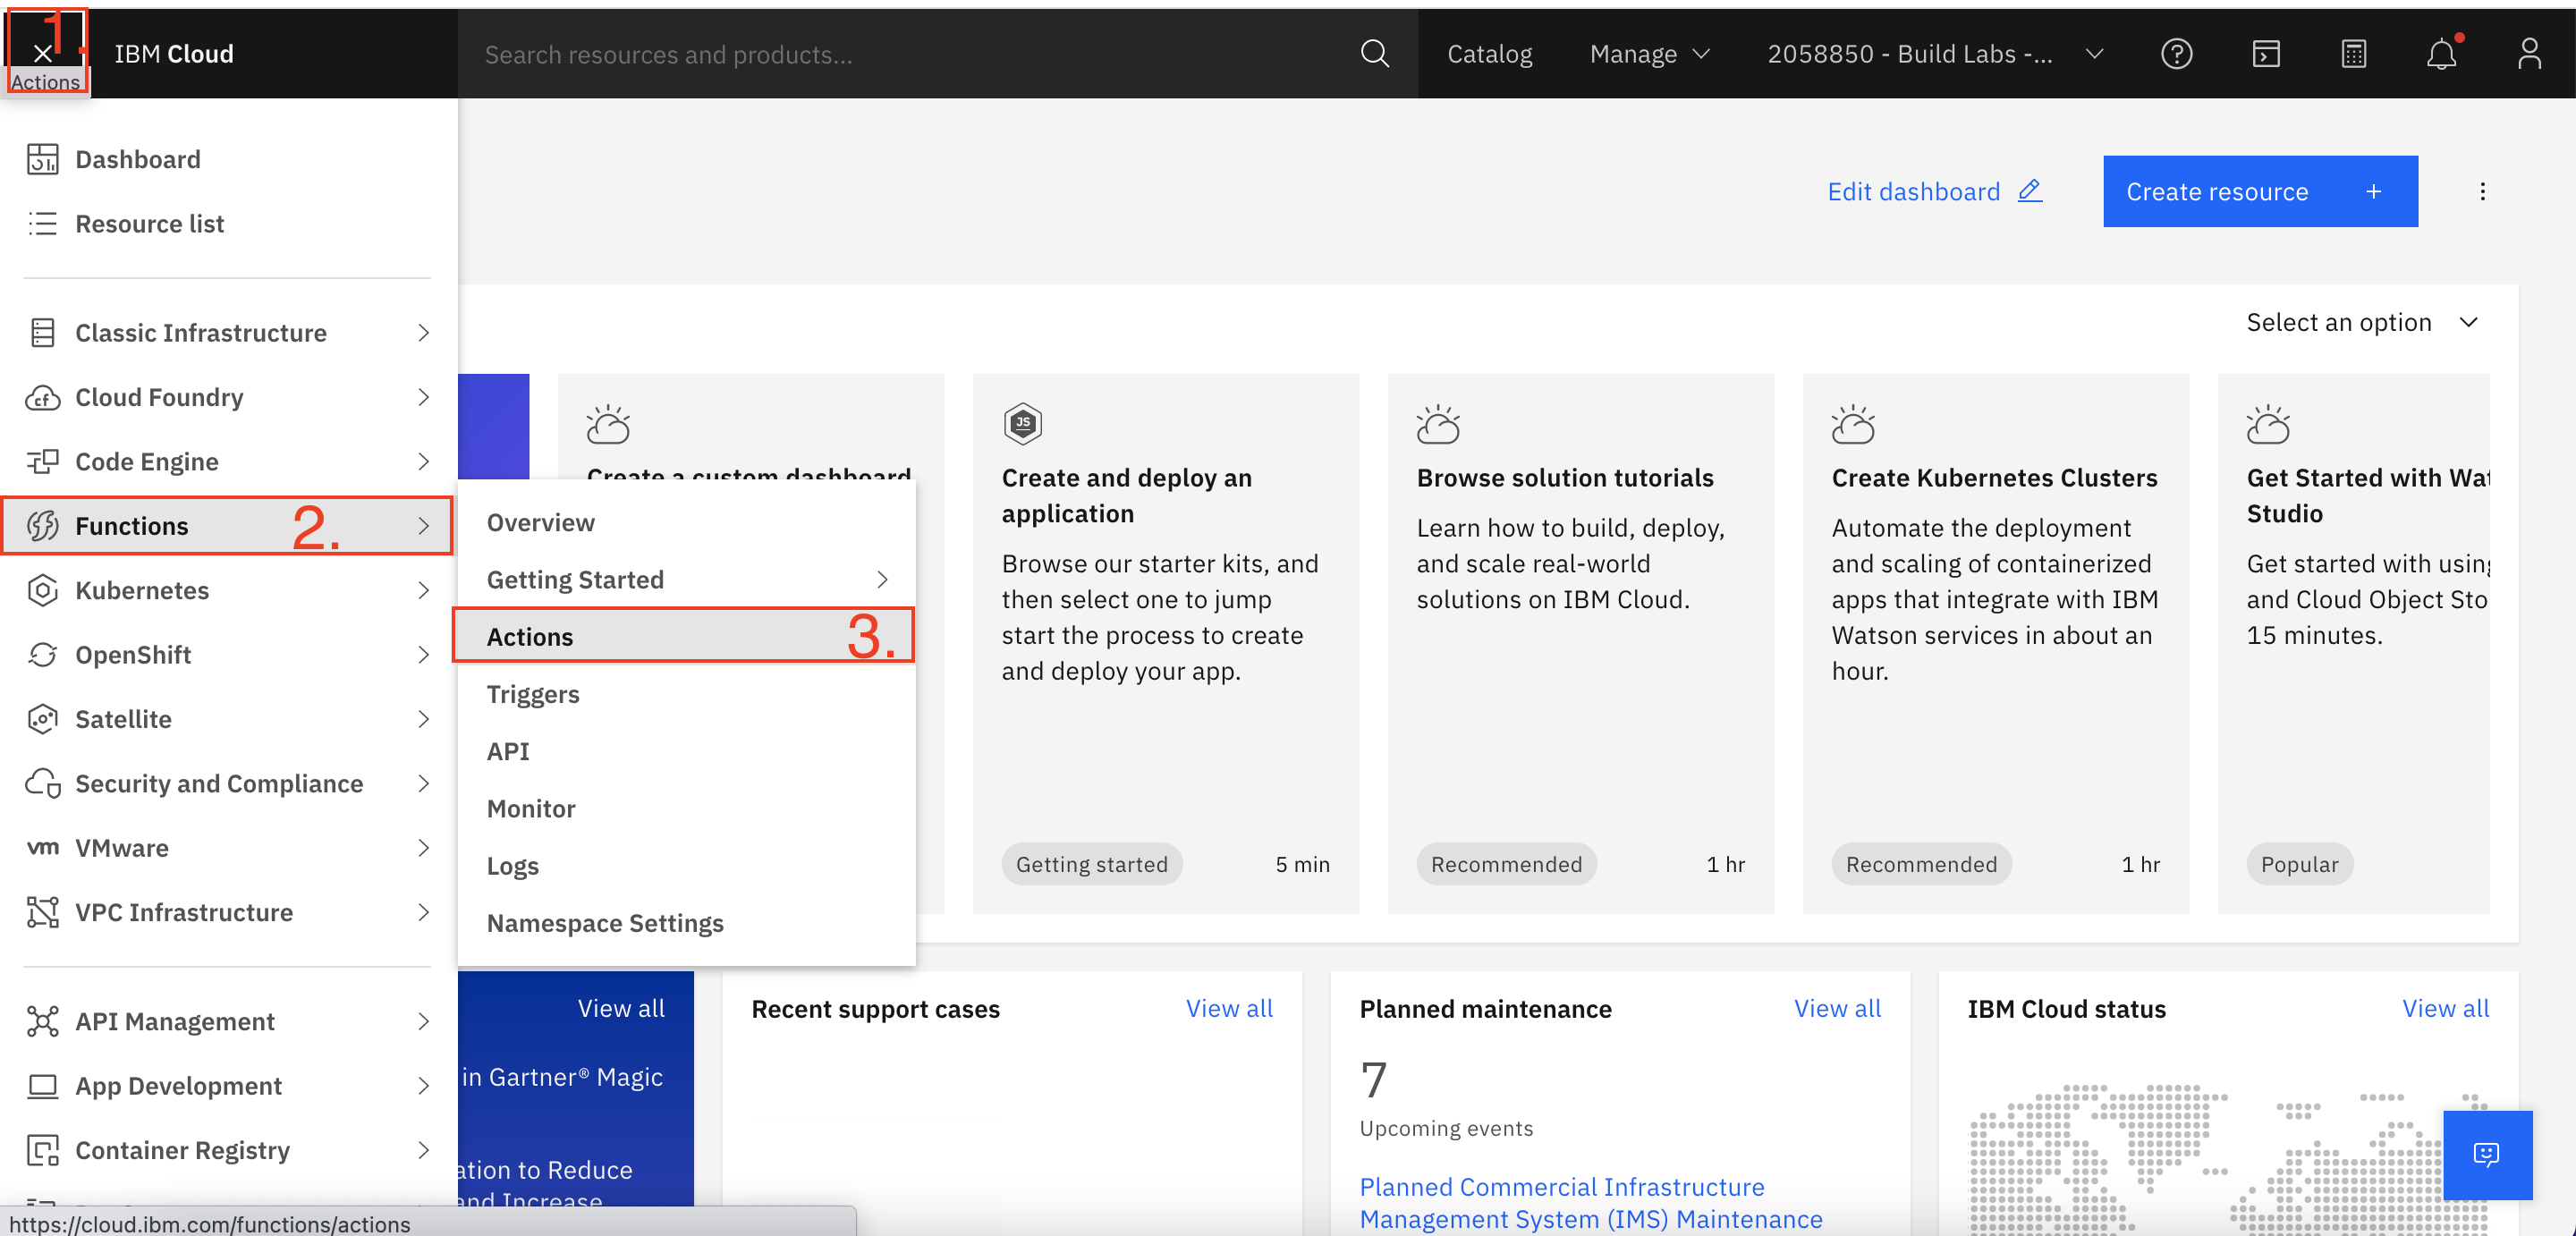 1.
Actions
IBM Cloud
Search resources and products...
Catalog
Manage
2058850 - Build Labs -...
Dashboard
Resource list
Classic Infrastructure
Cloud Foundry
Code Engine
Functions
2.
Kubernetes
OpenShift
Satellite
Security and Compliance
vm VMware
VPC Infrastructure
API Management
App Development
Container Registry
https://cloud.ibm.com/functions/actions
Overview
Getting Started
Actions
3.
Triggers
API
Monitor
Logs
Namespace Settings
Edit dashboard
Create resource +
Select an option
Create a custom dashboard
JS
Create and deploy an
application
Browse our starter kits, and
then select one to jump
start the process to create
and deploy your app.
Getting started
5 min
Browse solution tutorials
Learn how to build, deploy,
and scale real-world
solutions on IBM Cloud.
Recommended
1 hr
Create Kubernetes Clusters
Automate the deployment
and scaling of containerized
apps that integrate with IBM
Watson services in about an
hour.
Recommended
1 hr
Get Started with Wat
Studio
Get started with using
and Cloud Object Sto
15 minutes.
Popular
View all
in Gartner® Magic
ation to Reduce
and Increase
Recent support cases
View all
Planned maintenance
View all
7
Upcoming events
Planned Commercial Infrastructure
Management System (IMS) Maintenance
IBM Cloud status
View all